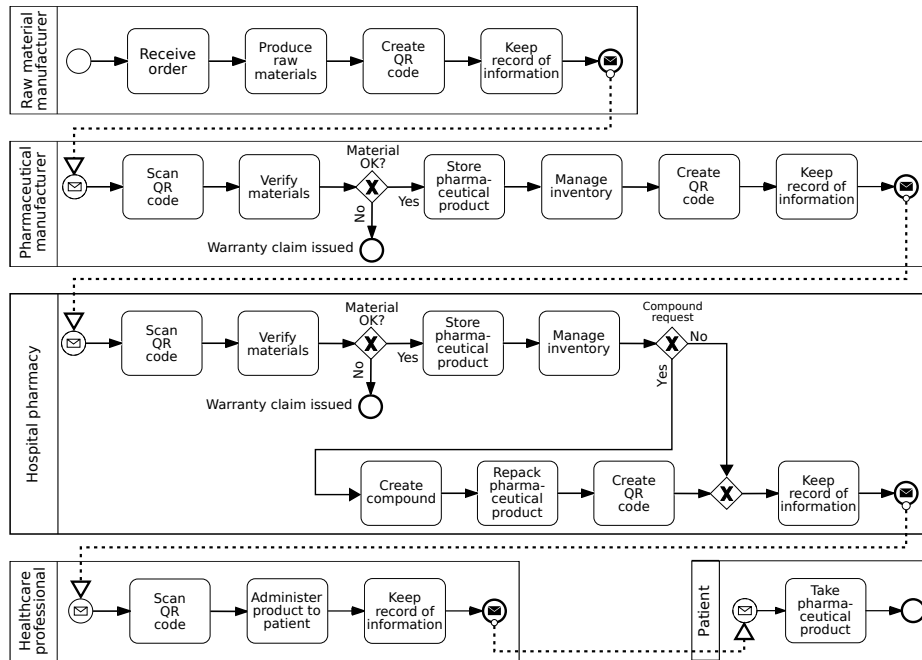 Raw material
manufacturer
Receive
order
Produce
raw
materials
Create
QR
code
Keep
record of
information
Pharmaceutical
manufacturer
Scan
QR
code
Verify
materials
Material
OK?
No
Yes
Warranty claim issued
Store
pharma-
ceutical
product
Manage
inventory
Create
QR
code
Keep
record of
information
Hospital pharmacy
Scan
QR
code
Verify
materials
Material
OK?
No
Yes
Warranty claim issued
Store
pharma-
ceutical
product
Manage
inventory
Compound
request
No
Yes
Create
compound
Repack
pharma-
ceutical
product
Create
QR
code
Keep
record of
information
Healthcare
professional
Scan
QR
code
Administer
product to
patient
Keep
record of
information
Patient
Take
pharma-
ceutical
product